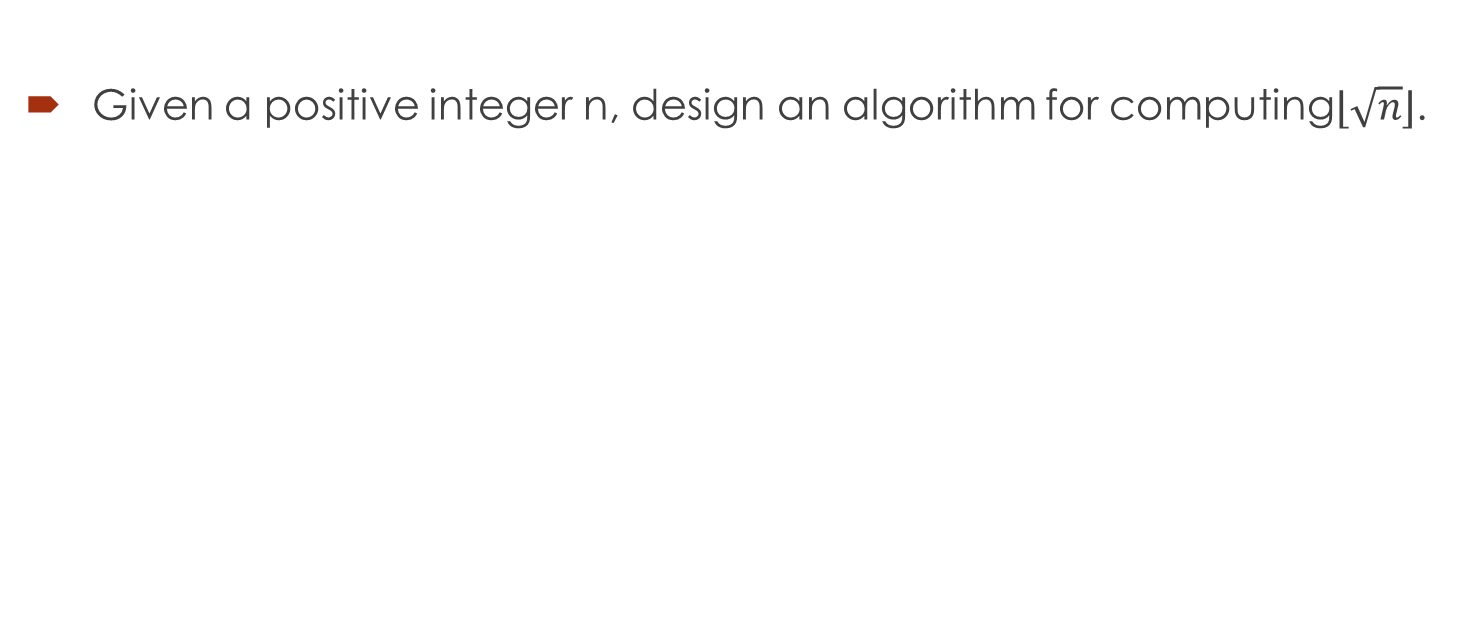 Given a positive integer n, design an algorithm for computing⌊√n⌋.